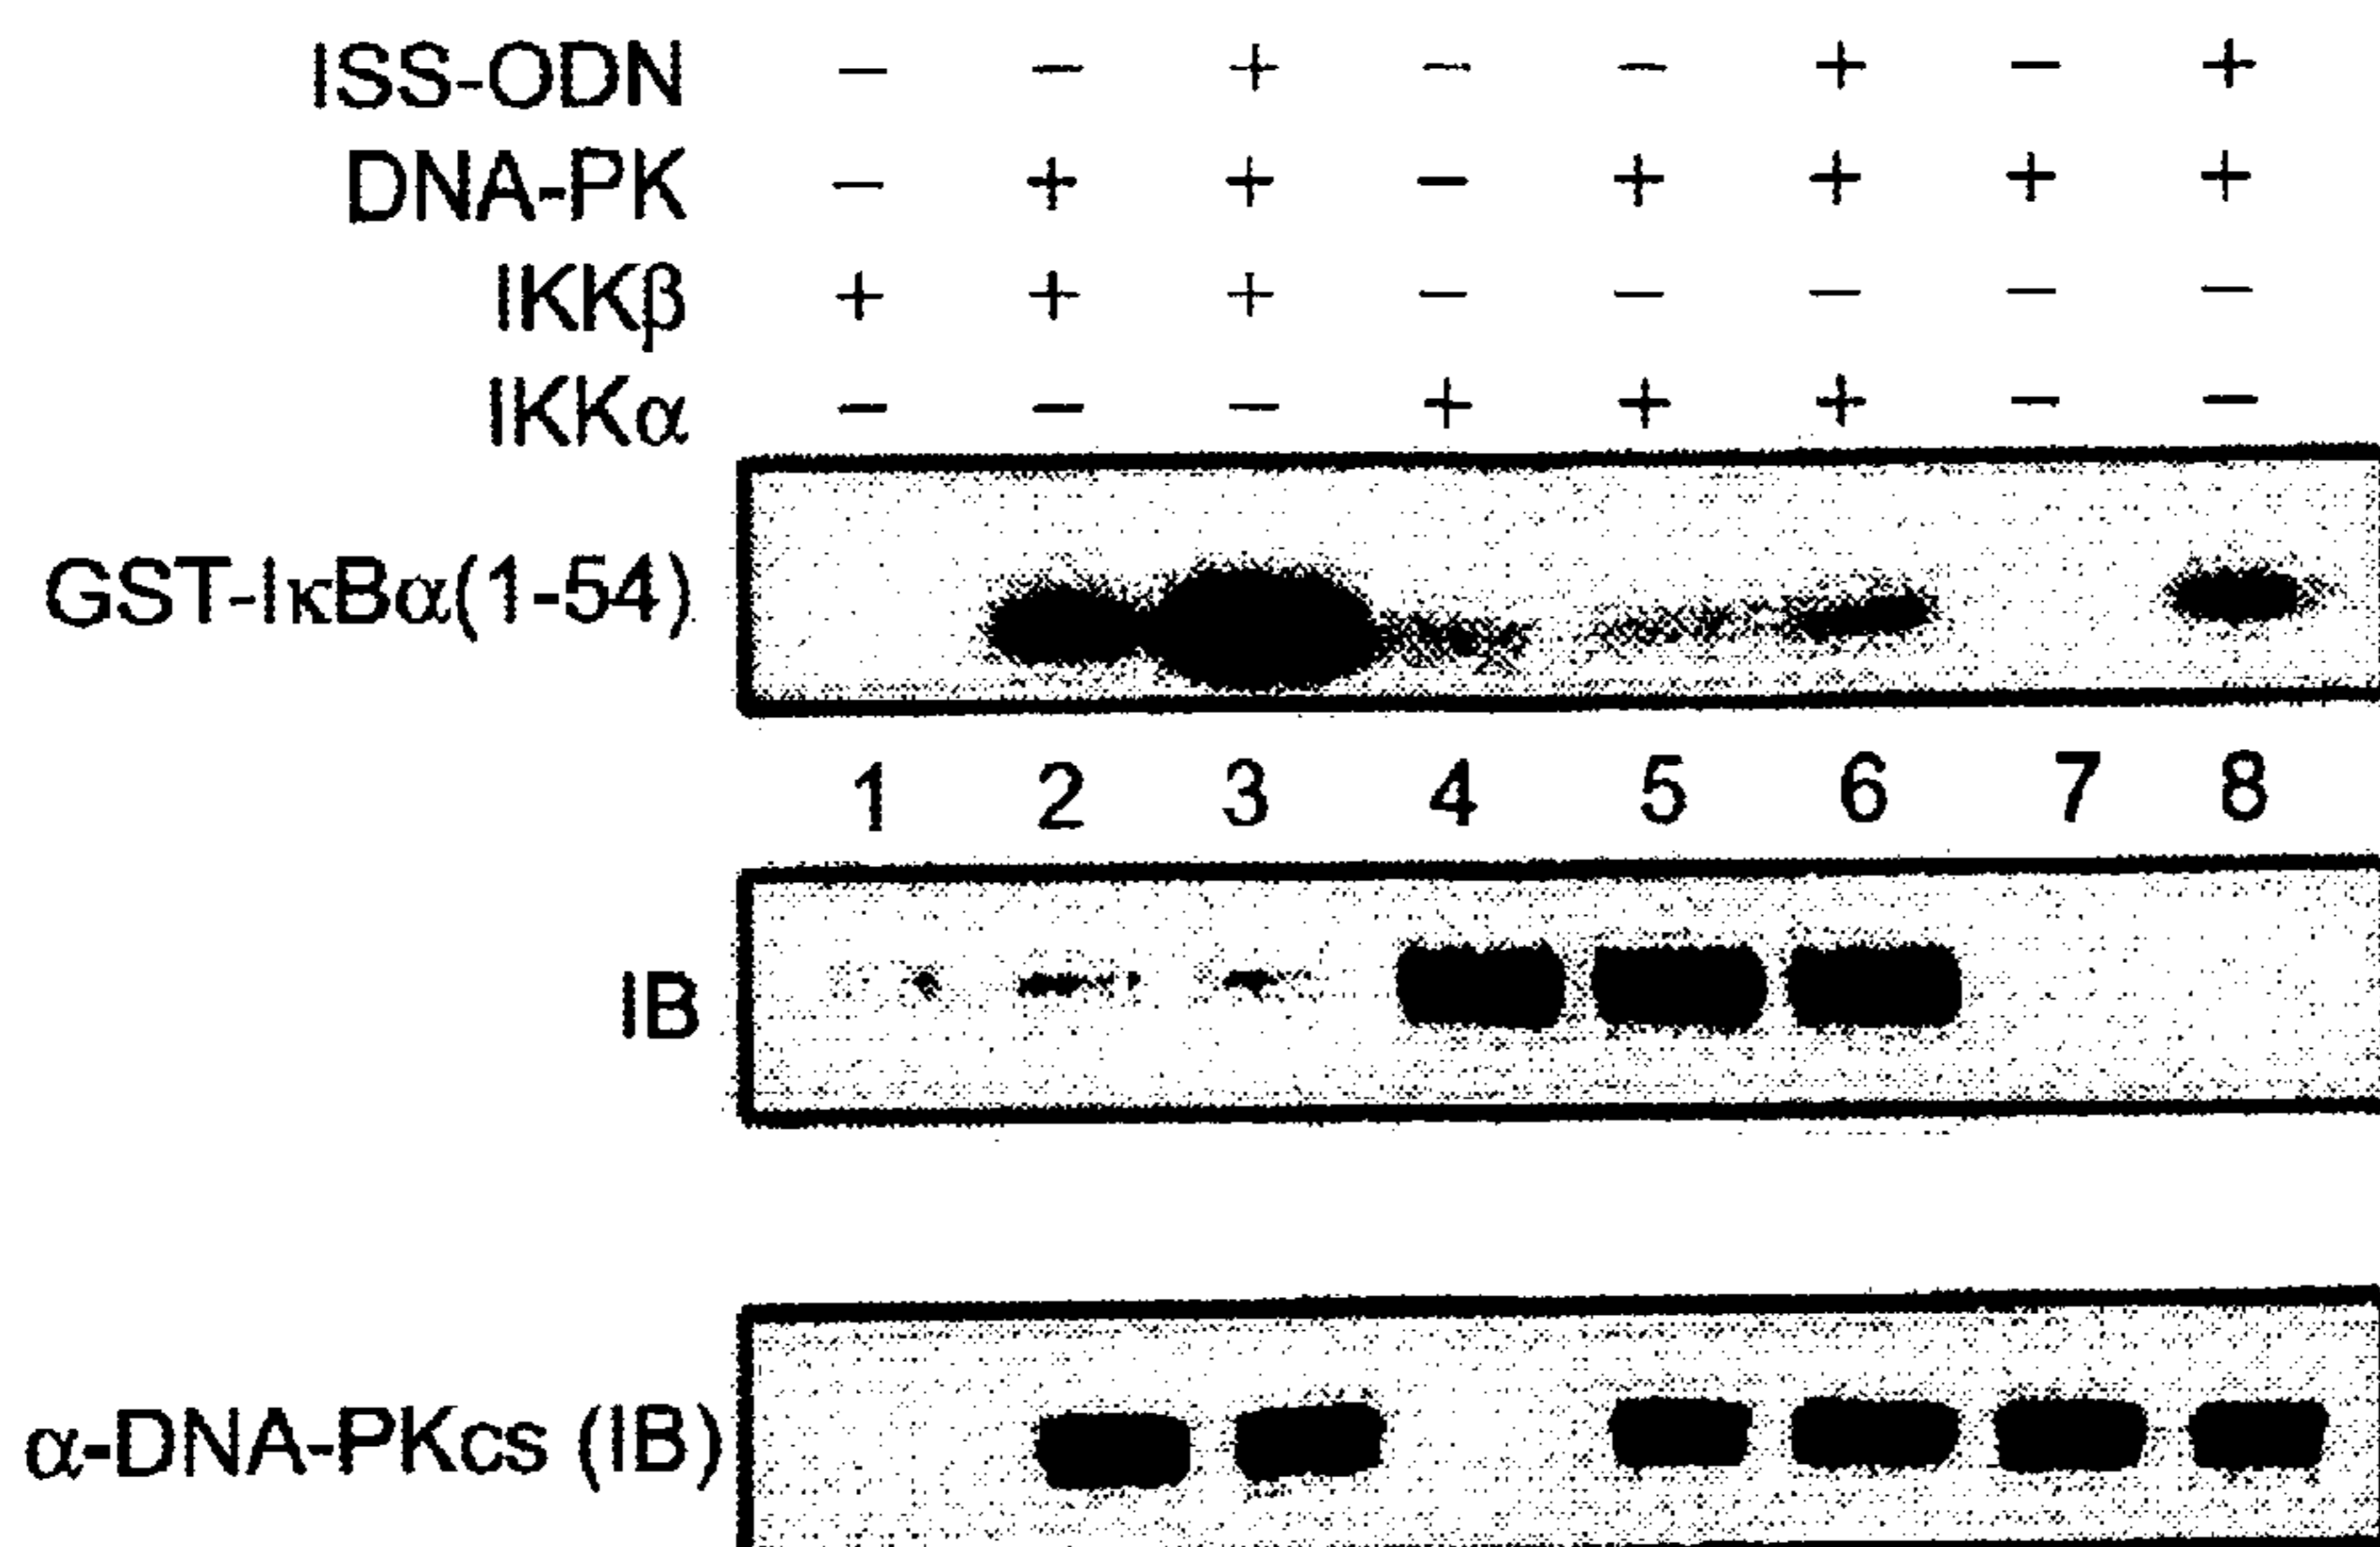 ISS-ODN − − + − − + − +
DNA-PK − + + − + + + +
IKKβ + + + − − − − −
IKKα − − − + + + − −
GST-IκBα(1-54)
1 2 3 4 5 6 7 8
IB
α-DNA-PKcs (IB)